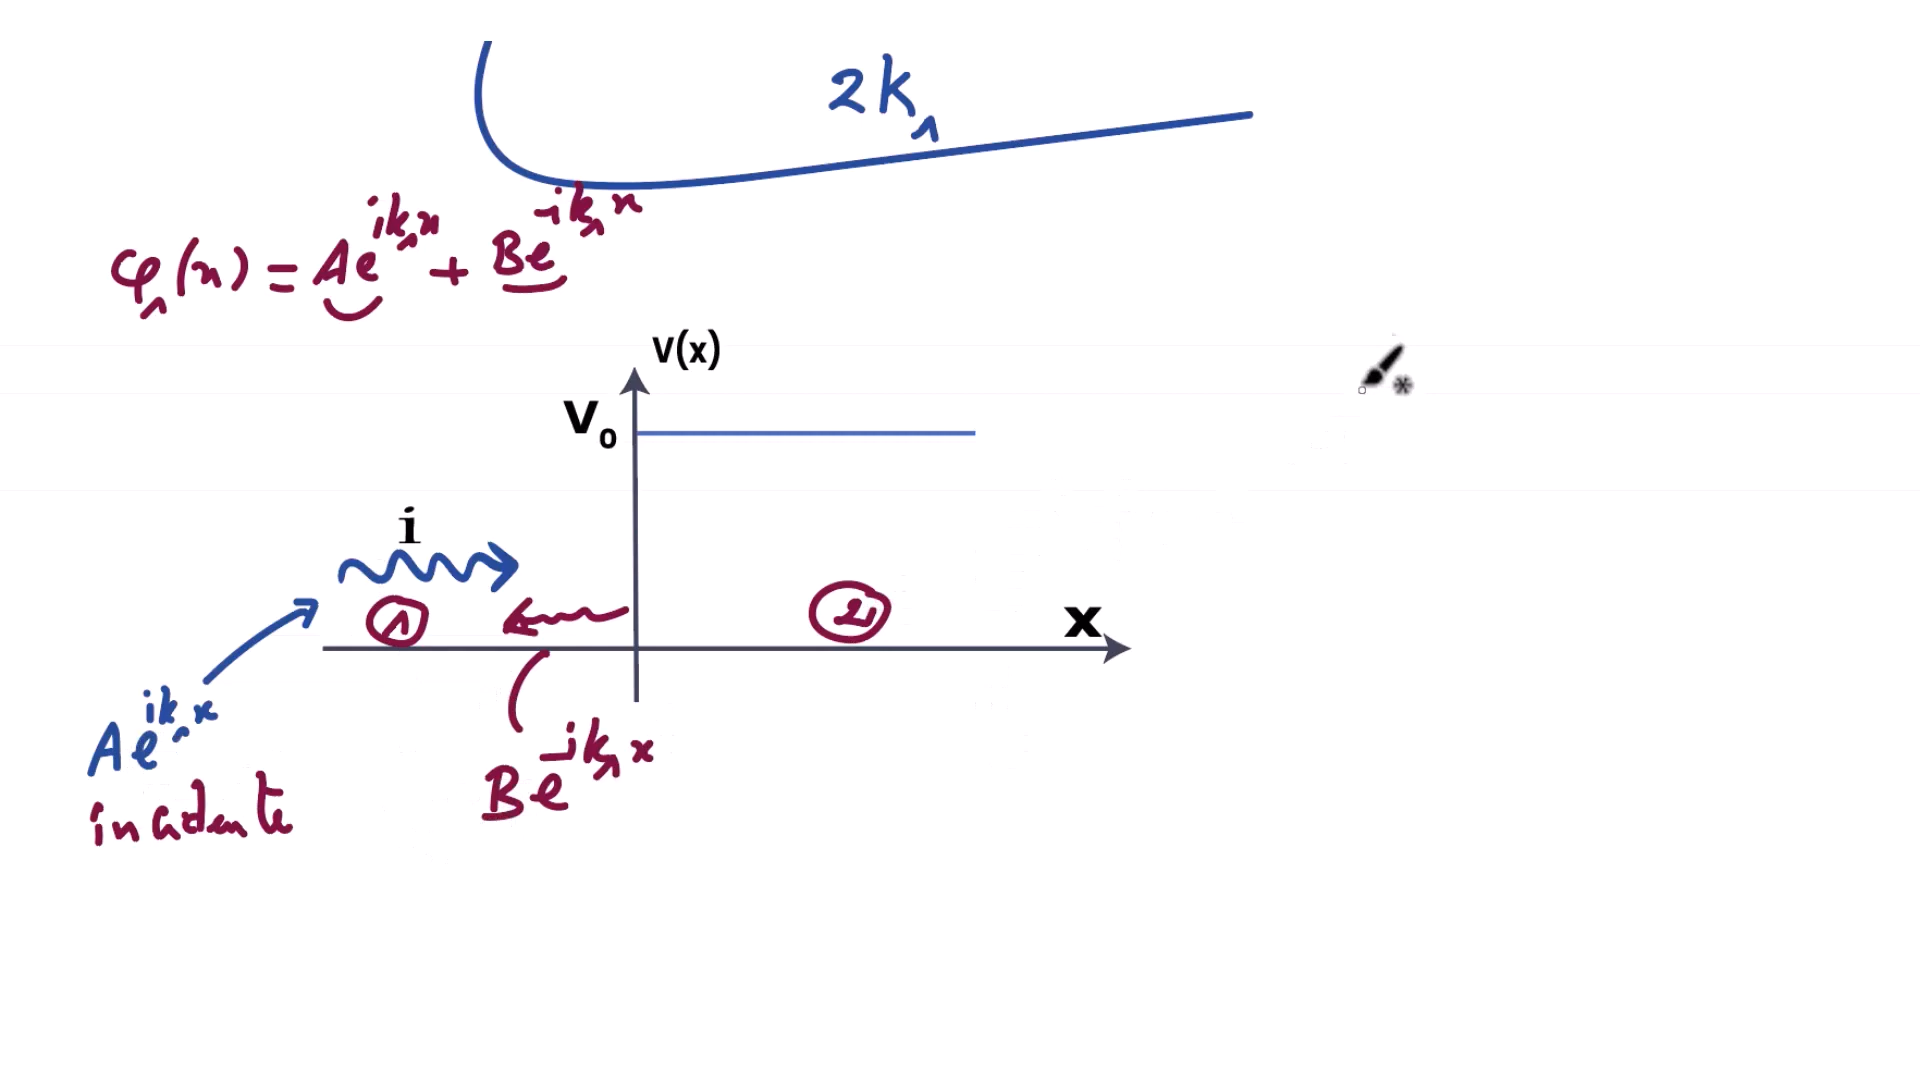 2k₁
φ₁(x) = Ae^{ik₁x} + Be^{-ik₁x}
V(x)
V₀
i
1
2
x
Ae^{ik₁x}
Be^{-ik₁x}
incidente